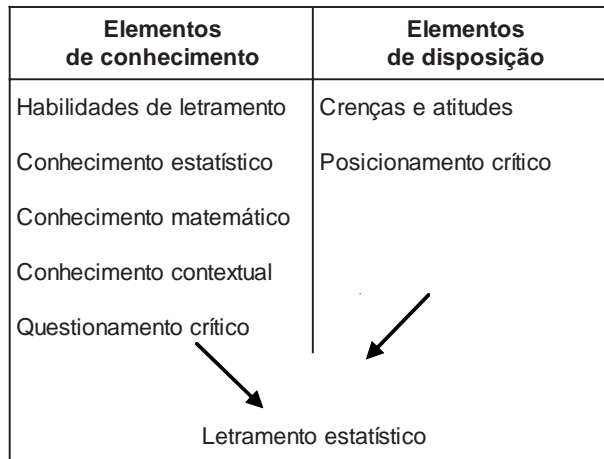 Elementos
de conhecimento
Elementos
de disposição
Habilidades de letramento
Crenças e atitudes
Conhecimento estatístico
Posicionamento crítico
Conhecimento matemático
Conhecimento contextual
Questionamento crítico
Letramento estatístico